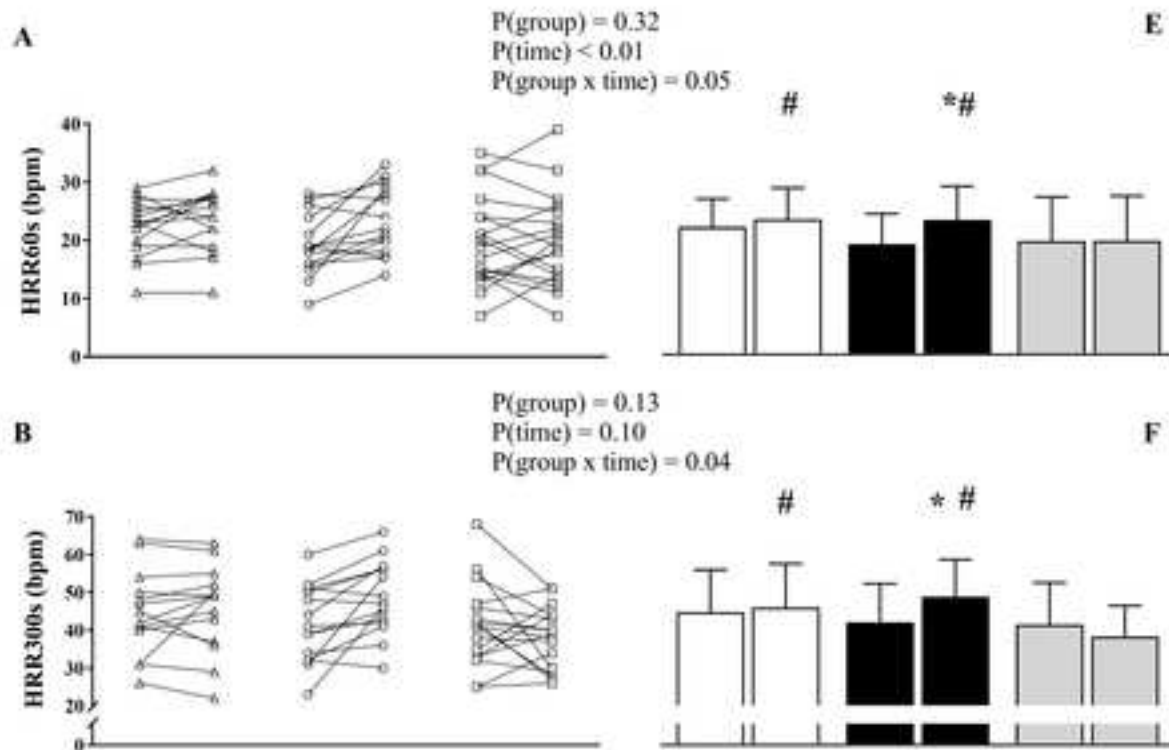 A
P(group) = 0.32
P(time) < 0.01
P(group x time) = 0.05
E
#
*#
HRR60s (bpm)
40
30
20
10
0
B
P(group) = 0.13
P(time) = 0.10
P(group x time) = 0.04
F
#
* #
HRR300s (bpm)
70
60
50
40
30
20
0